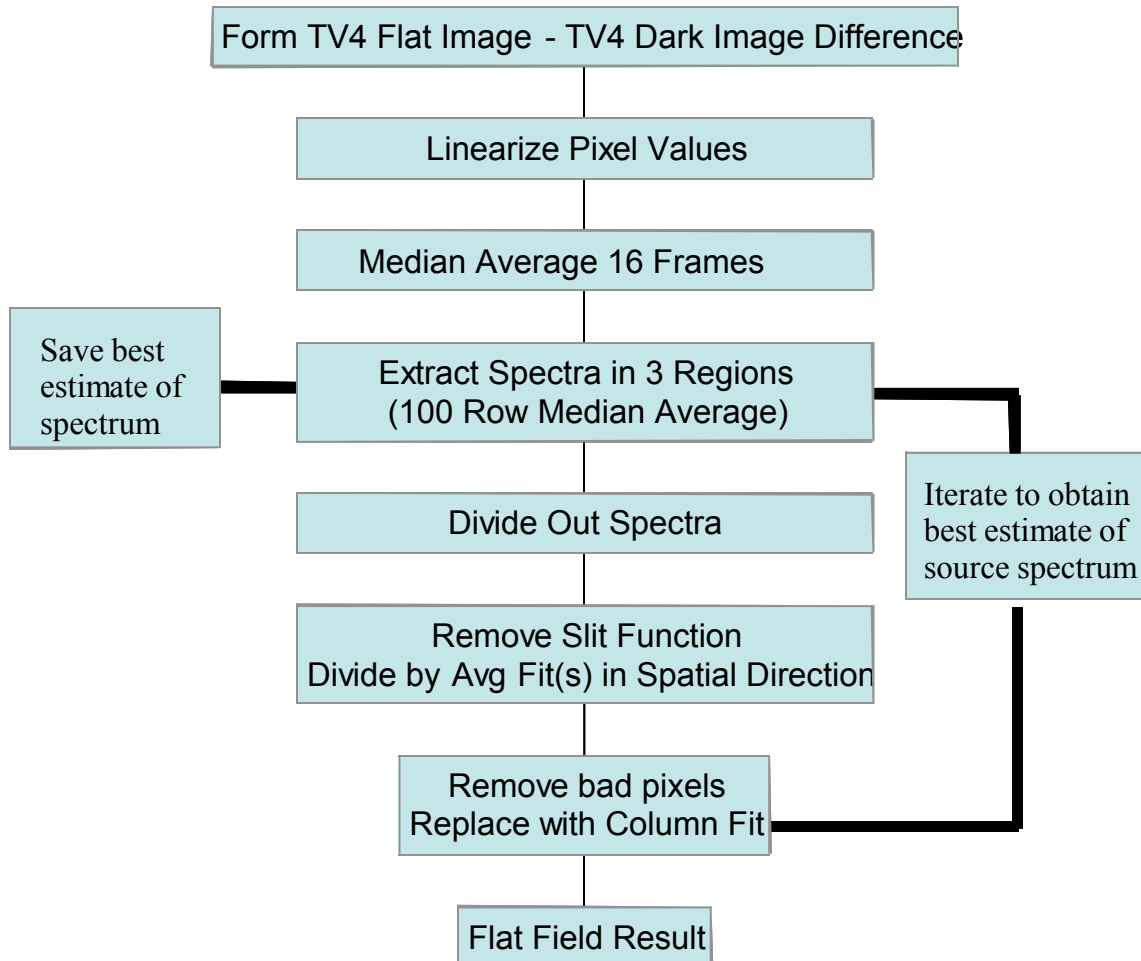 Form TV4 Flat Image - TV4 Dark Image Difference
Linearize Pixel Values
Median Average 16 Frames
Save best
estimate of
spectrum
Extract Spectra in 3 Regions
(100 Row Median Average)
Iterate to obtain
best estimate of
source spectrum
Divide Out Spectra
Remove Slit Function
Divide by Avg Fit(s) in Spatial Direction
Remove bad pixels
Replace with Column Fit
Flat Field Result